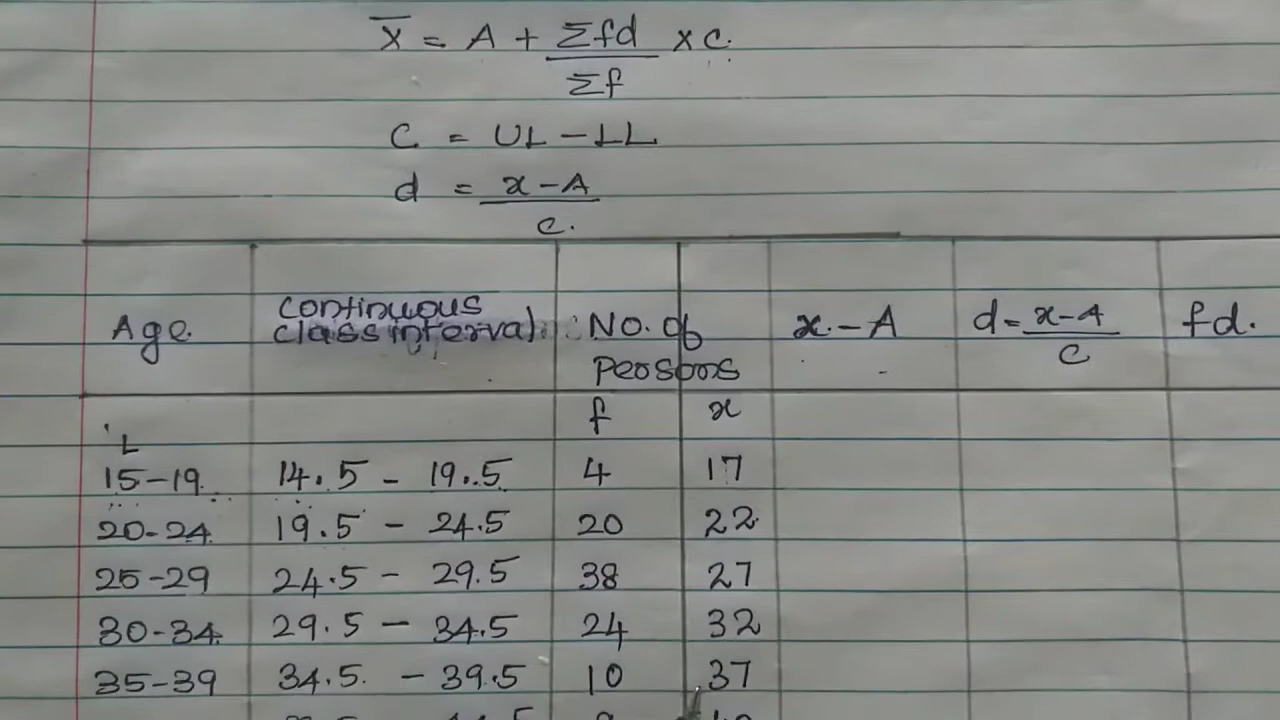 x̄ = A + Σfd / Σf × c.
C = UL - LL
d = x - A / c.
Age. continuous class interval No. of Persons x - A d = x - A / C fd.
f x
L
15-19 14.5 - 19.5 4 17
20-24 19.5 - 24.5 20 22
25-29 24.5 - 29.5 38 27
30-34 29.5 - 34.5 24 32
35-39 34.5 - 39.5 10 37